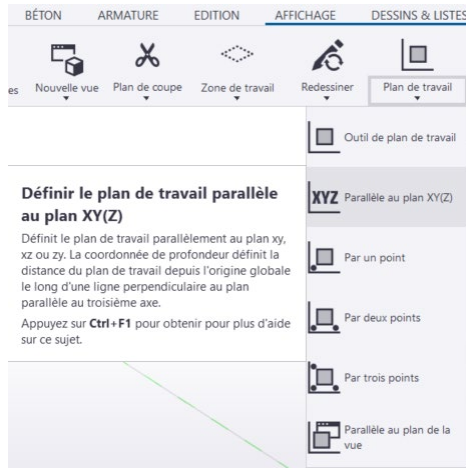 BÉTON ARMATURE EDITION AFFICHAGE DESSINS & LISTES
es Nouvelle vue Plan de coupe Zone de travail Redessiner Plan de travail
Outil de plan de travail
XYZ Parallèle au plan XY(Z)
Par un point
Par deux points
Par trois points
Parallèle au plan de la
vue
Définir le plan de travail parallèle
au plan XY(Z)
Définit le plan de travail parallèlement au plan xy,
xz ou zy. La coordonnée de profondeur définit la
distance du plan de travail depuis l'origine globale
le long d'une ligne perpendiculaire au plan
parallèle au troisième axe.
Appuyez sur Ctrl+F1 pour obtenir pour plus d'aide
sur ce sujet.